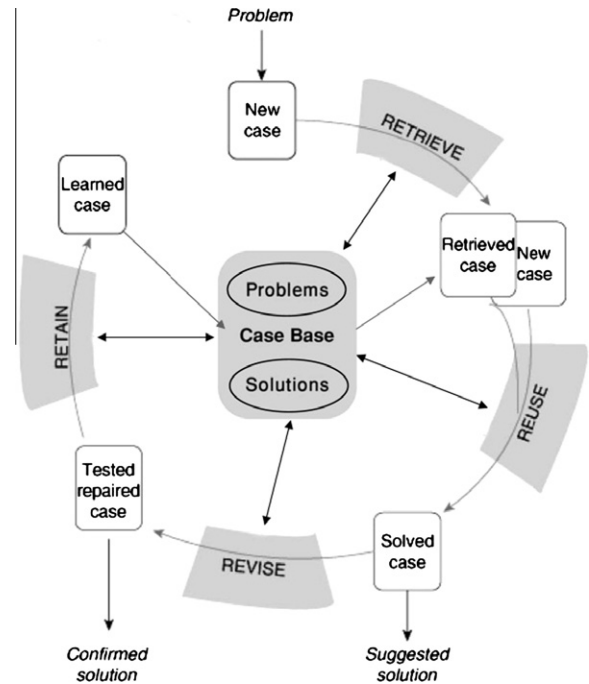 Problem
New
case
RETRIEVE
Learned
case
Retrieved
case
New
case
Problems
Case Base
Solutions
RETAIN
REUSE
Tested
repaired
case
REVISE
Solved
case
Confirmed
solution
Suggested
solution